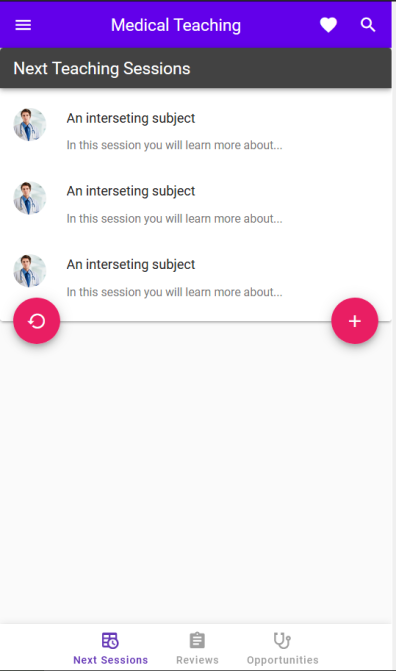 Medical Teaching
Next Teaching Sessions
An interseting subject
In this session you will learn more about...
An interseting subject
In this session you will learn more about...
An interseting subject
In this session you will learn more about...
Next Sessions
Reviews
Opportunities